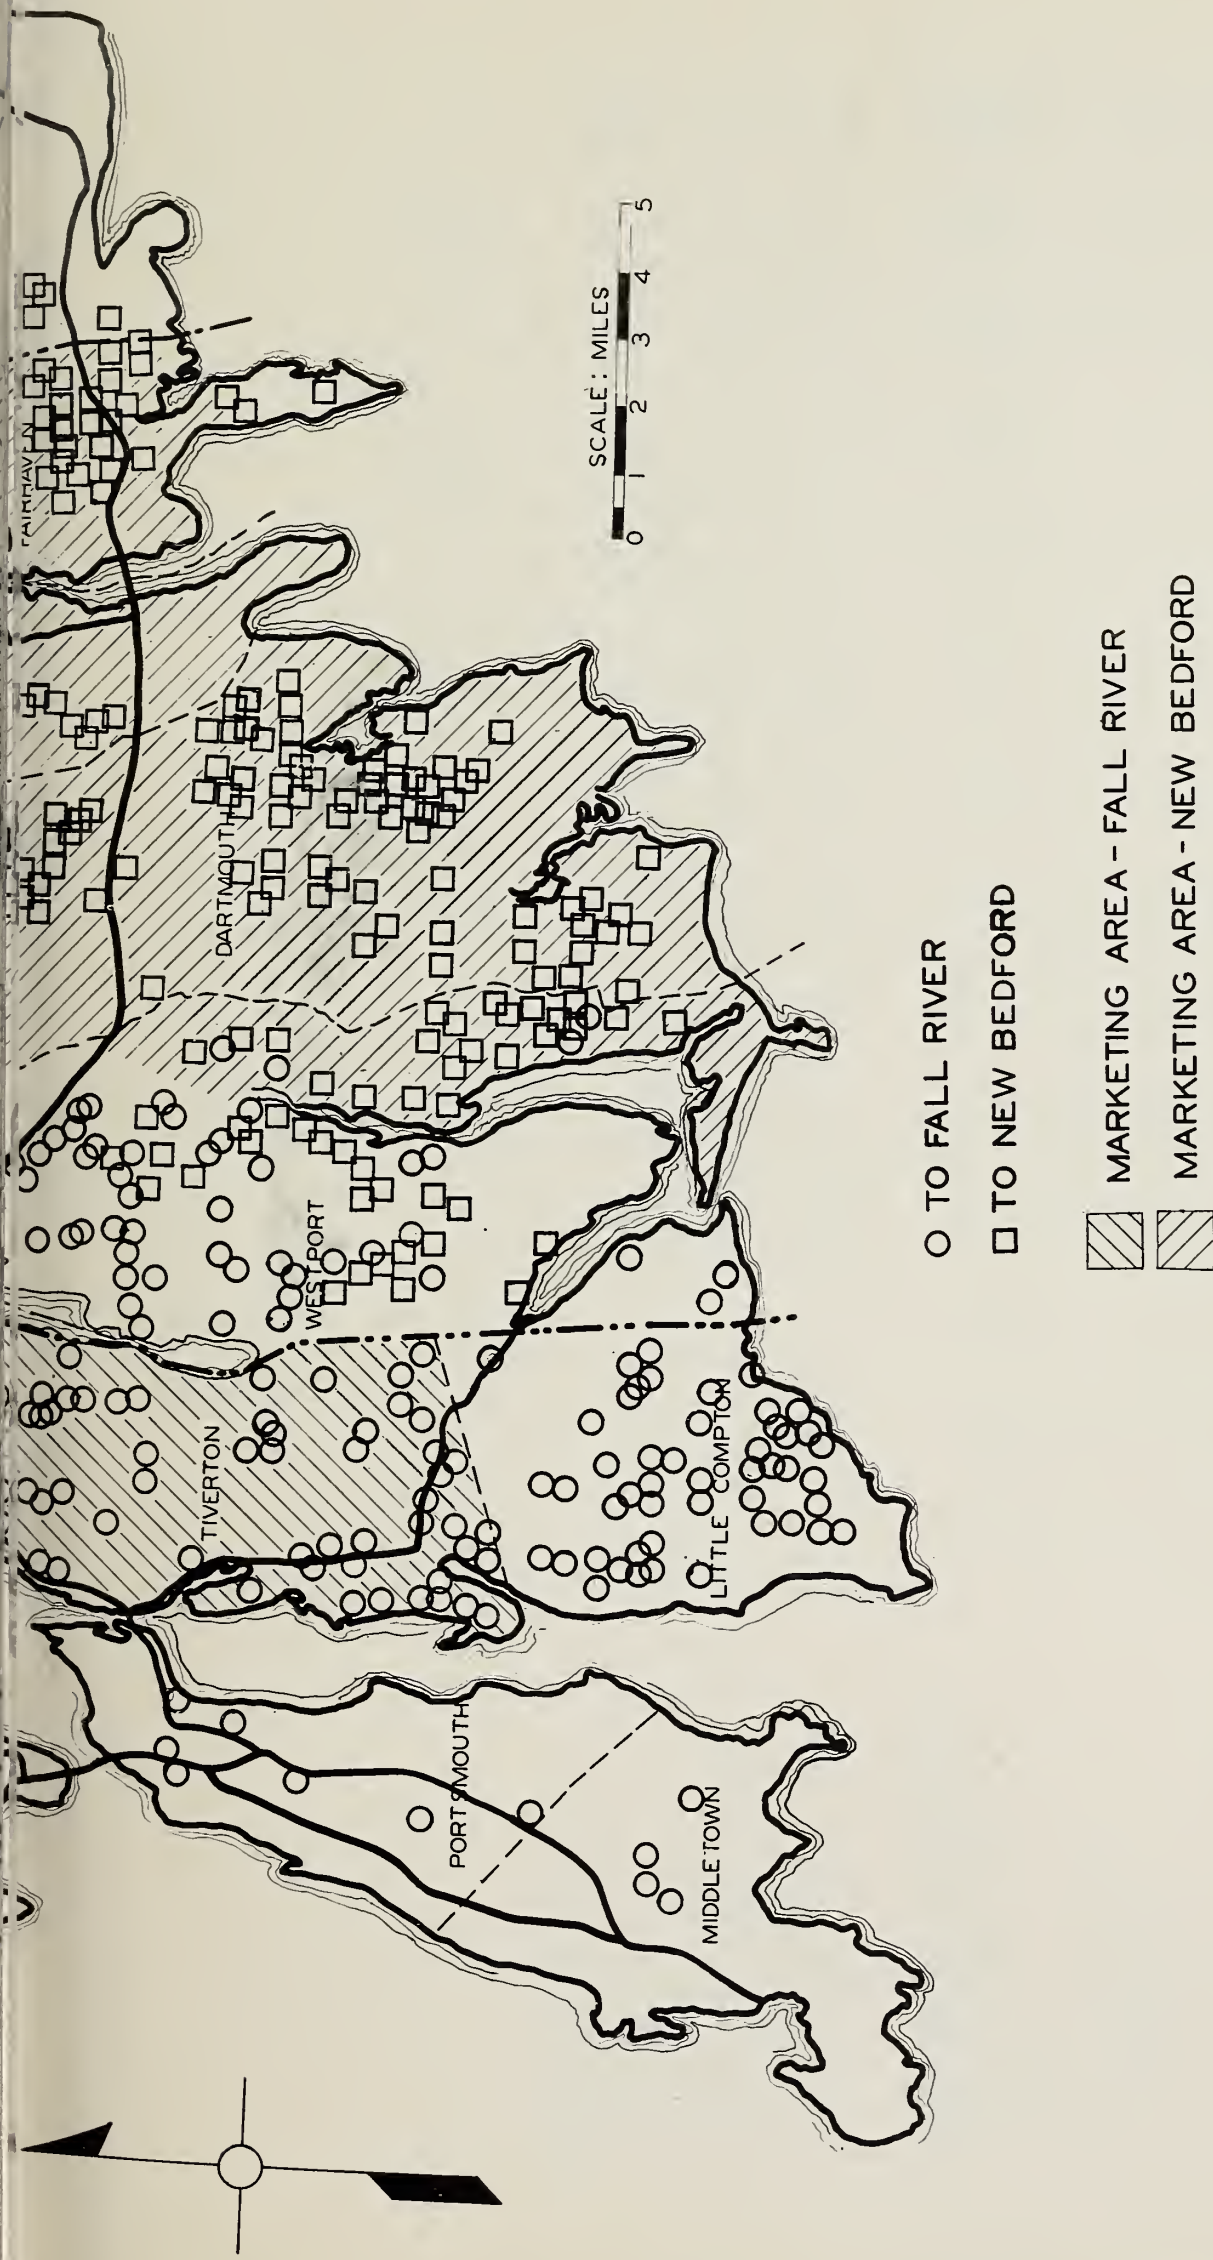 FAIRHAVEN
DARTMOUTH
WESTPORT
TIVERTON
LITTLE COMPTON
PORTSMOUTH
MIDDLETOWN
SCALE: MILES
0 1 2 3 4 5
TO FALL RIVER
TO NEW BEDFORD
MARKETING AREA - FALL RIVER
MARKETING AREA - NEW BEDFORD